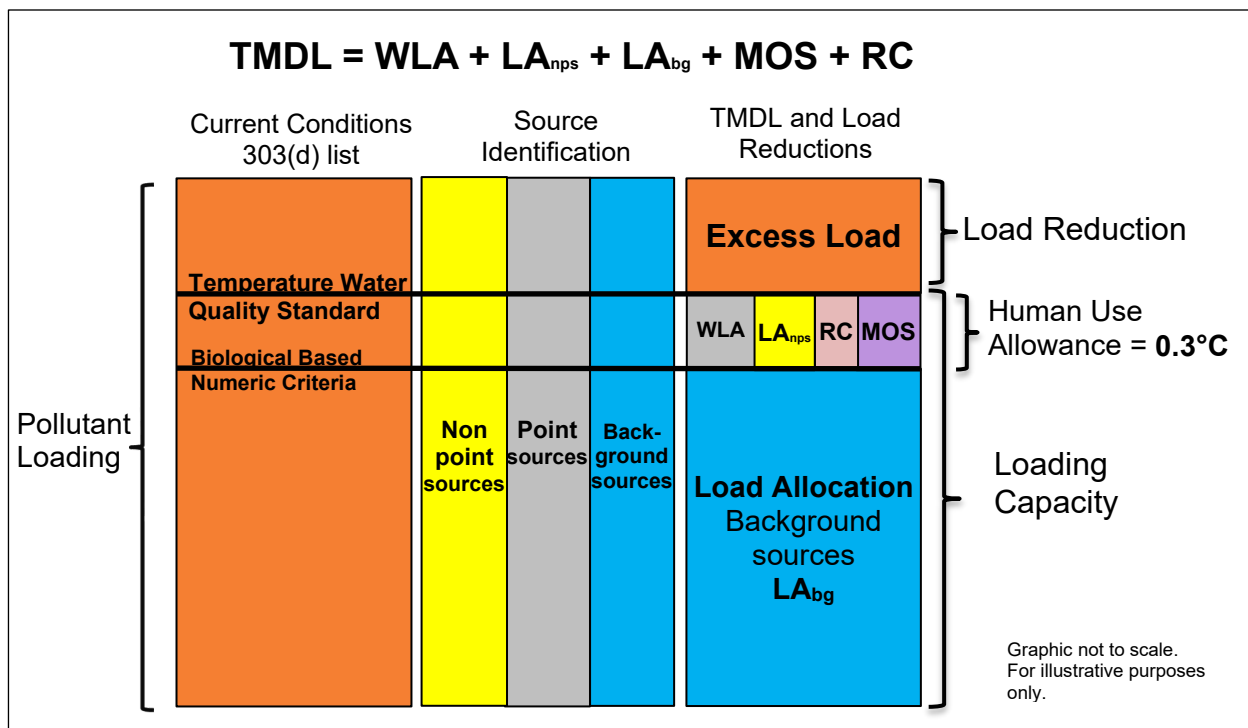 TMDL = WLA + LAnps + LAbg + MOS + RC
Current Conditions
303(d) list
Source
Identification
TMDL and Load
Reductions
Temperature Water
Quality Standard
Biological Based
Numeric Criteria
Pollutant
Loading
Non
point
sources
Point
sources
Back-
ground
sources
Excess Load
WLA
LAnps
RC
MOS
Load Allocation
Background
sources
LAbg
Load Reduction
Human Use
Allowance = 0.3°C
Loading
Capacity
Graphic not to scale.
For illustrative purposes
only.